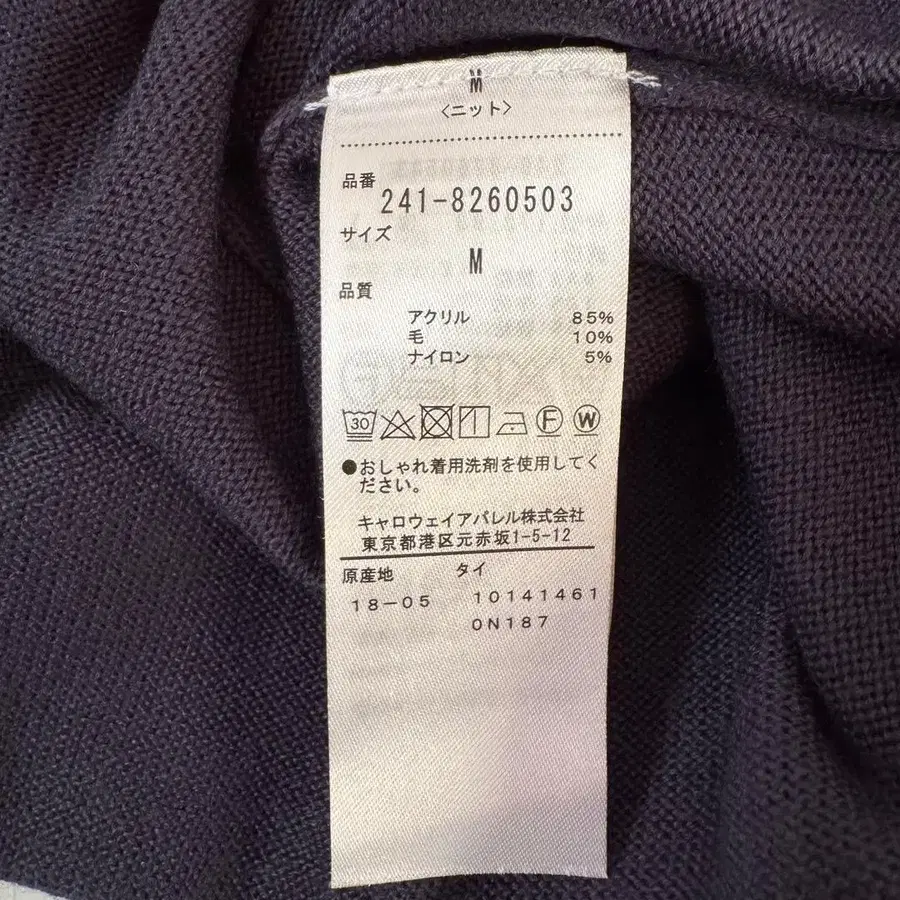 M
〈ニット〉
品番
241-8260503
サイズ
M
品質
アクリル 85%
毛 10%
ナイロン 5%
30 F W
●おしゃれ着用洗剤を使用してく
ださい。
キャロウェイアパレル株式会社
東京都港区元赤坂1-5-12
原産地 タイ
18-05 10141461
0N187